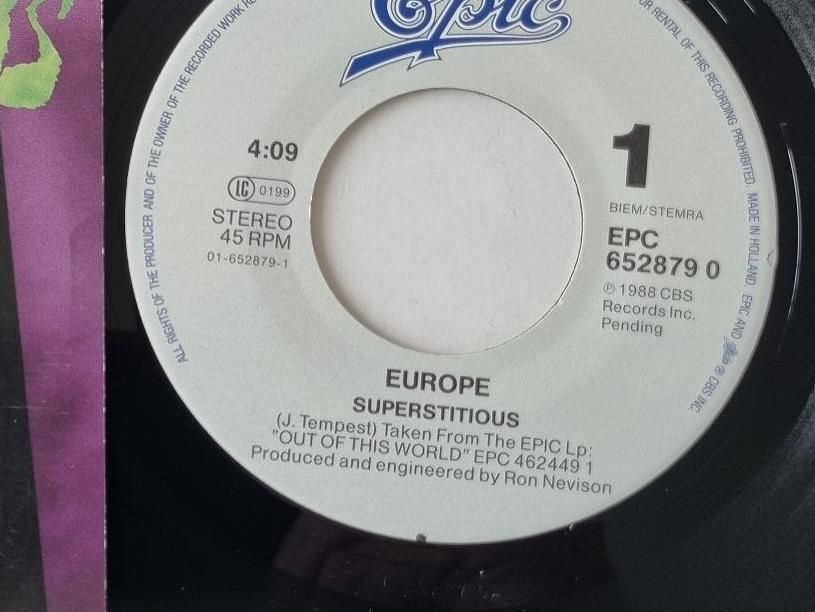 Epic
ALL RIGHTS OF THE PRODUCER AND OF THE OWNER OF THE RECORDED WORK RE
OR RENTAL OF THIS RECORDING PROHIBITED. MADE IN HOLLAND. EPIC AND ® CBS INC.
4:09
LC 0199
STEREO
45 RPM
01-652879-1
1
BIEM/STEMRA
EPC
652879 0
℗ 1988 CBS
Records Inc.
Pending
EUROPE
SUPERSTITIOUS
(J. Tempest) Taken From The EPIC Lp:
"OUT OF THIS WORLD" EPC 462449 1
Produced and engineered by Ron Nevison